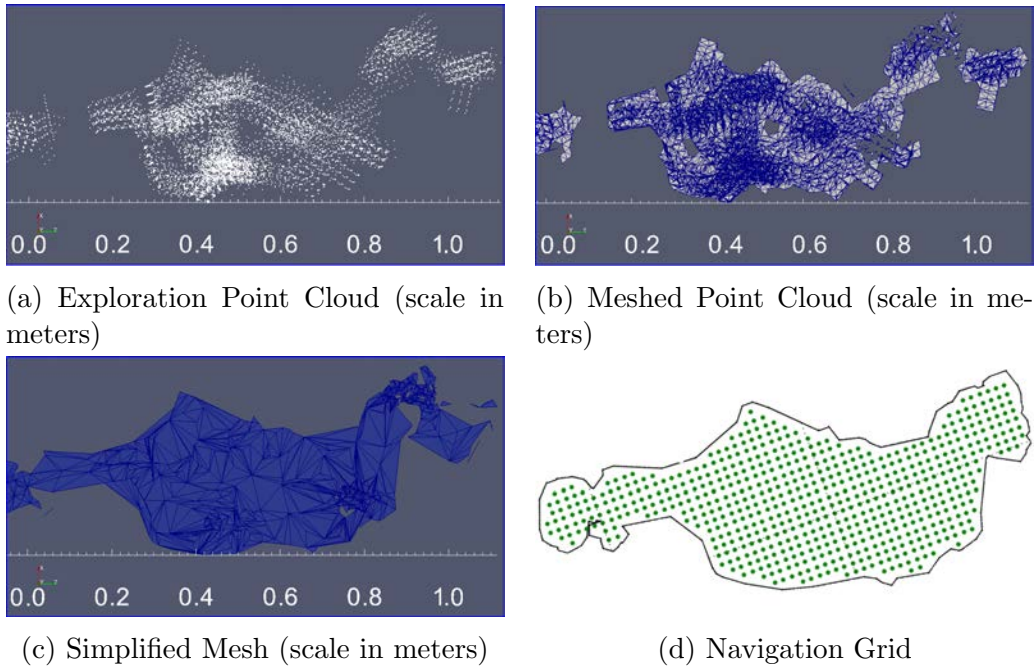 0.0 0.2 0.4 0.6 0.8 1.0
0.0 0.2 0.4 0.6 0.8 1.0
(a) Exploration Point Cloud (scale in
meters)
(b) Meshed Point Cloud (scale in me-
ters)
0.0 0.2 0.4 0.6 0.8 1.0
(c) Simplified Mesh (scale in meters)
(d) Navigation Grid